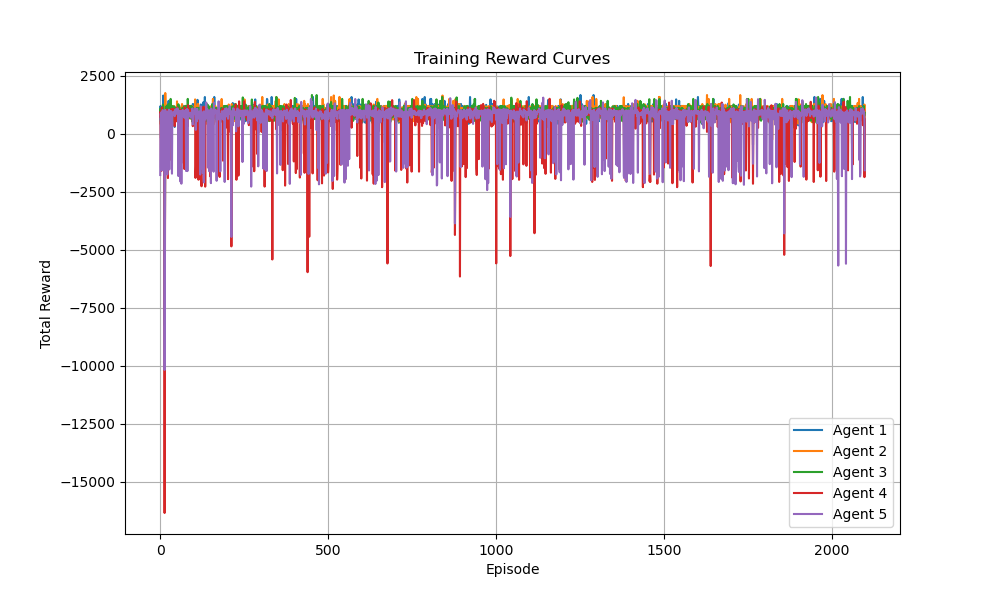 Training Reward Curves
Total Reward
2500
0
−2500
−5000
−7500
−10000
−12500
−15000
0 500 1000 1500 2000
Episode
Agent 1
Agent 2
Agent 3
Agent 4
Agent 5